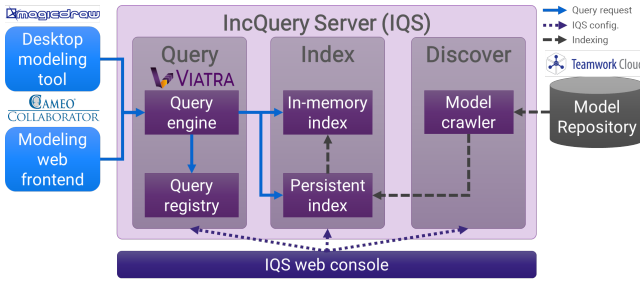 magicdraw
IncQuery Server (IQS)
Query request
IQS config.
Indexing
Desktop
modeling
tool
Query
Index
Discover
VIATRA
Teamwork Cloud
CAMEO
COLLABORATOR
Query
engine
In-memory
index
Model
crawler
Model
Repository
Modeling
web
frontend
Query
registry
Persistent
index
IQS web console